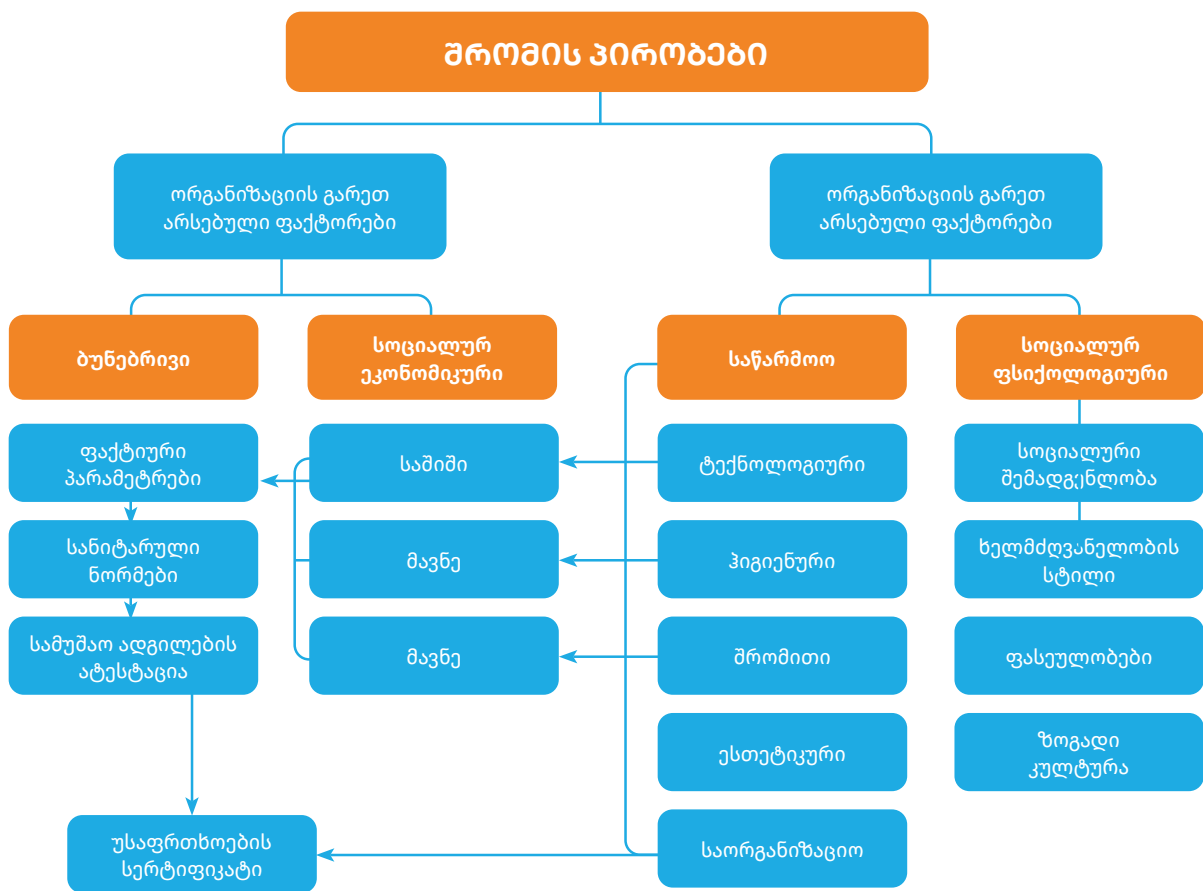 შრომის პირობები
ორგანიზაციის გარეთ
არსებული ფაქტორები
ორგანიზაციის გარეთ
არსებული ფაქტორები
ბუნებრივი
სოციალურ
ეკონომიკური
საწარმოო
სოციალურ
ფსიქოლოგიური
ფაქტიური
პარამეტრები
საშიში
ტექნოლოგიური
სოციალური
შემადგენლობა
სანიტარული
ნორმები
მავნე
ჰიგიენური
ხელმძღვანელობის
სტილი
სამუშაო ადგილების
ატესტაცია
მავნე
შრომითი
ფასეულობები
ესთეტიკური
ზოგადი
კულტურა
უსაფრთხოების
სერტიფიკატი
საორგანიზაციო